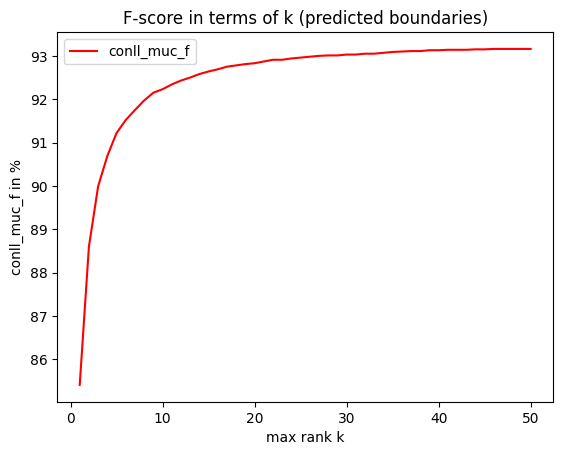 F-score in terms of k (predicted boundaries)
conll_muc_f
conll_muc_f in %
93
92
91
90
89
88
87
86
0 10 20 30 40 50
max rank k